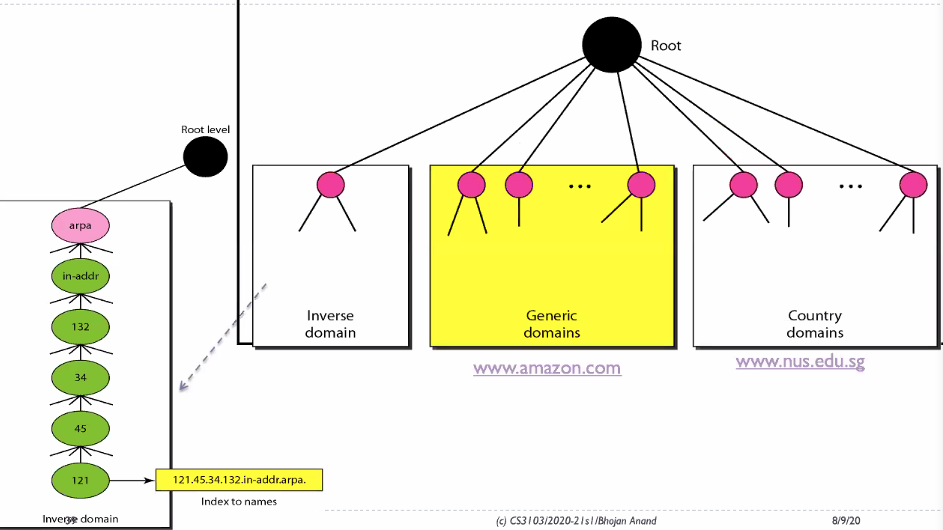 Root
Root level
arpa
in-addr
132
34
45
121
121.45.34.132.in-addr.arpa.
Index to names
Inverse domain
Inverse
domain
...
Generic
domains
...
Country
domains
www.amazon.com
www.nus.edu.sg
(c) CS3103/2020-21s1/Bhojan Anand
8/9/20